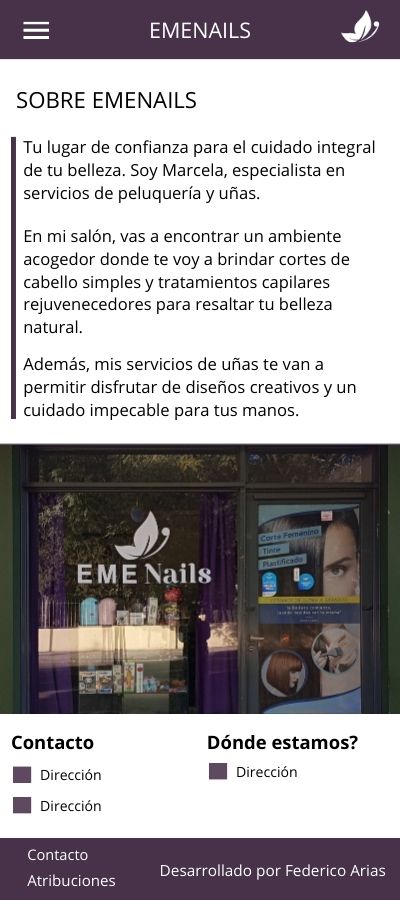 EMENAILS
SOBRE EMENAILS
Tu lugar de confianza para el cuidado integral
de tu belleza. Soy Marcela, especialista en
servicios de peluquería y uñas.
En mi salón, vas a encontrar un ambiente
acogedor donde te voy a brindar cortes de
cabello simples y tratamientos capilares
rejuvenecedores para resaltar tu belleza
natural.
Además, mis servicios de uñas te van a
permitir disfrutar de diseños creativos y un
cuidado impecable para tus manos.
EME Nails
Corte Femenino
Tinte
Plastificado
Contacto
Dirección
Dirección
Dónde estamos?
Dirección
Contacto
Atribuciones
Desarrollado por Federico Arias